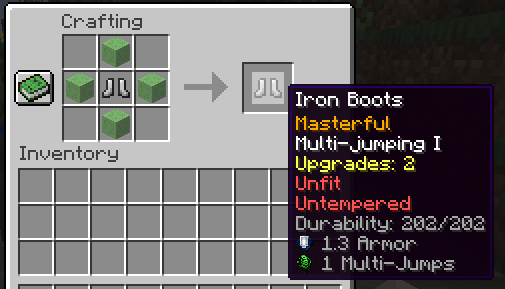 Crafting
Iron Boots
Masterful
Multi-jumping I
Upgrades: 2
Unfit
Untempered
Durability: 202/202
1.3 Armor
1 Multi-Jumps
Inventory